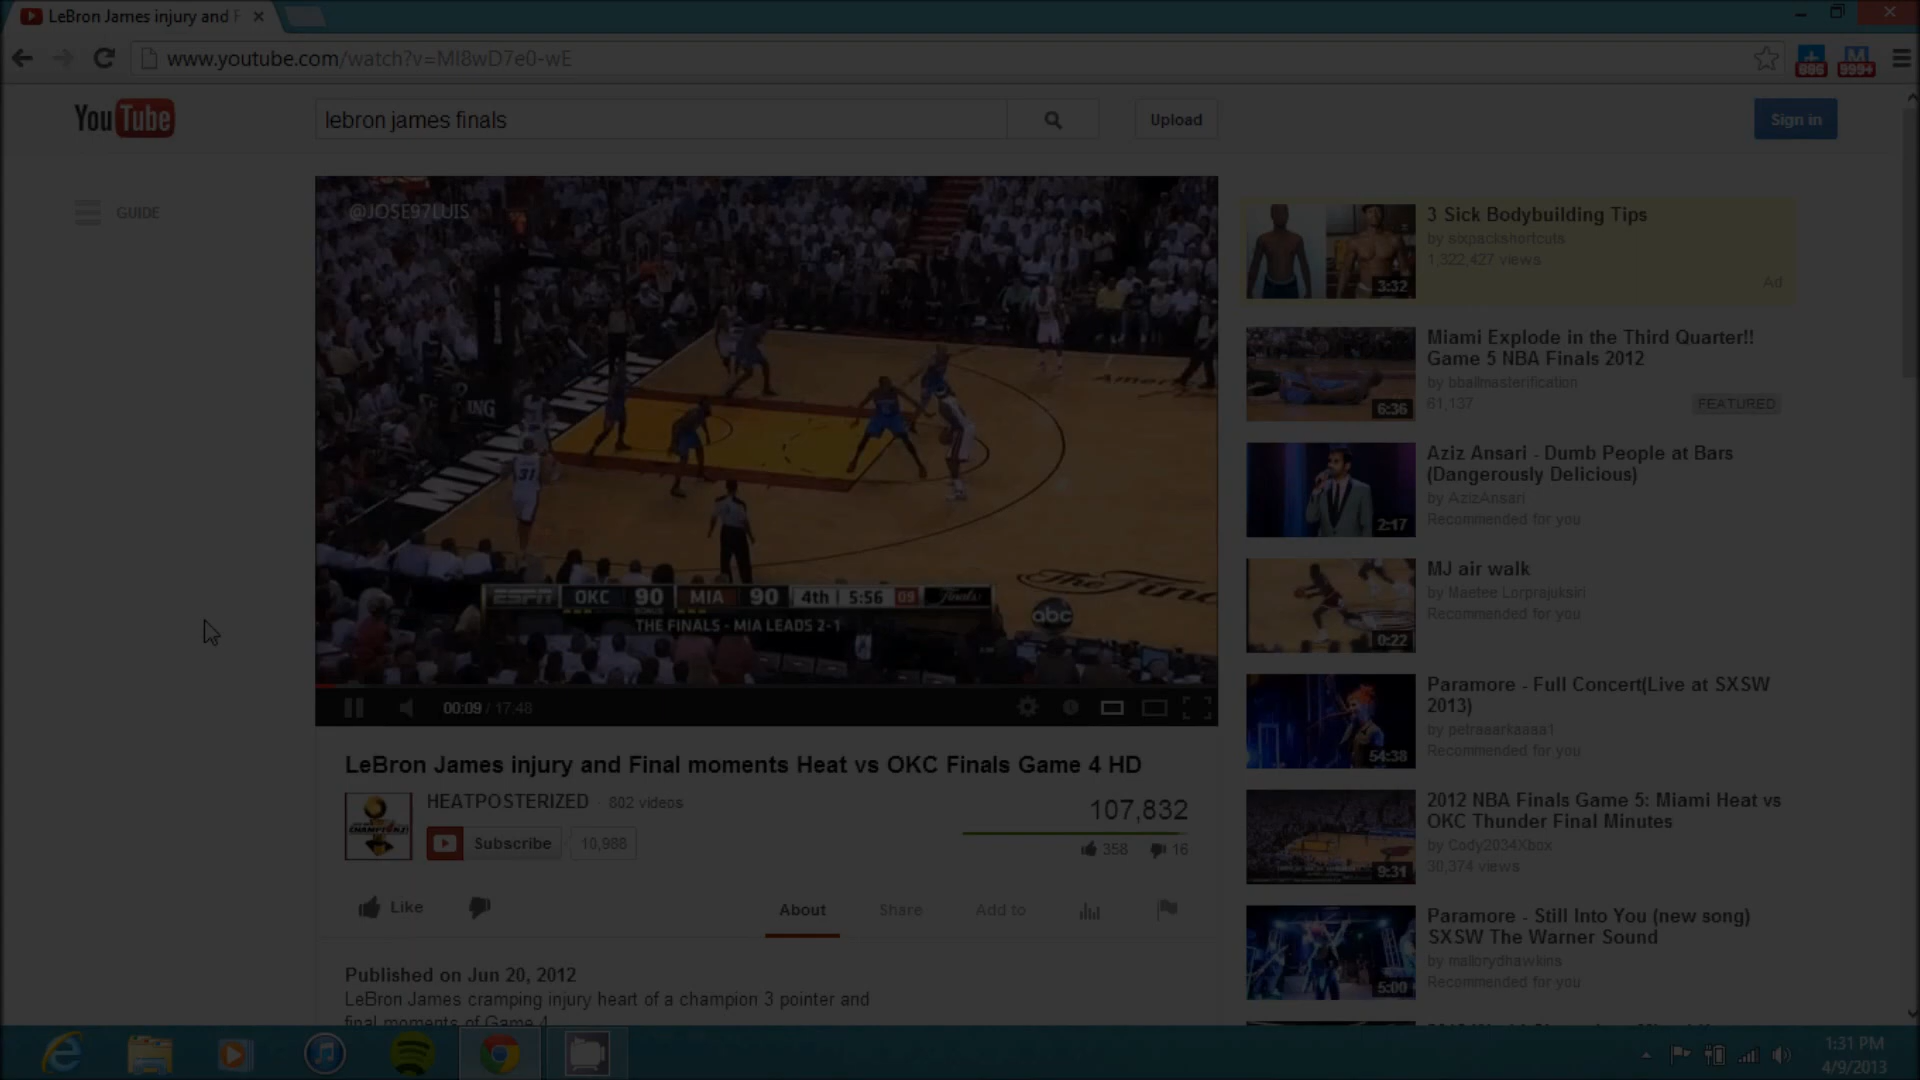 LeBron James injury and F
www.youtube.com/watch?v=MI8wD7e0-wE
886
999+
YouTube
lebron james finals
Upload
Sign in
GUIDE
@JOSE97LUIS
ING
31
ESPN OKC 90 MIA 90 4th 5:56 09 Finals
BONUS
THE FINALS - MIA LEADS 2-1
abc
00:09 / 17:48
LeBron James injury and Final moments Heat vs OKC Finals Game 4 HD
HEATPOSTERIZED · 802 videos
Subscribe 10,988
107,832
358 16
Like
About Share Add to
Published on Jun 20, 2012
LeBron James cramping injury heart of a champion 3 pointer and
final moments of Game 4
3 Sick Bodybuilding Tips
by sixpackshortcuts
1,322,427 views
Ad
3:32
Miami Explode in the Third Quarter!!
Game 5 NBA Finals 2012
by bballmasterification
61,137
FEATURED
6:36
Aziz Ansari - Dumb People at Bars
(Dangerously Delicious)
by AzizAnsari
Recommended for you
2:17
MJ air walk
by Maetee Lorprajuksiri
Recommended for you
0:22
Paramore - Full Concert(Live at SXSW
2013)
by petraaarkaaaa1
Recommended for you
54:38
2012 NBA Finals Game 5: Miami Heat vs
OKC Thunder Final Minutes
by Cody2034Xbox
30,374 views
9:31
Paramore - Still Into You (new song)
SXSW The Warner Sound
by mallorydhawkins
Recommended for you
5:00
1:31 PM
4/9/2013